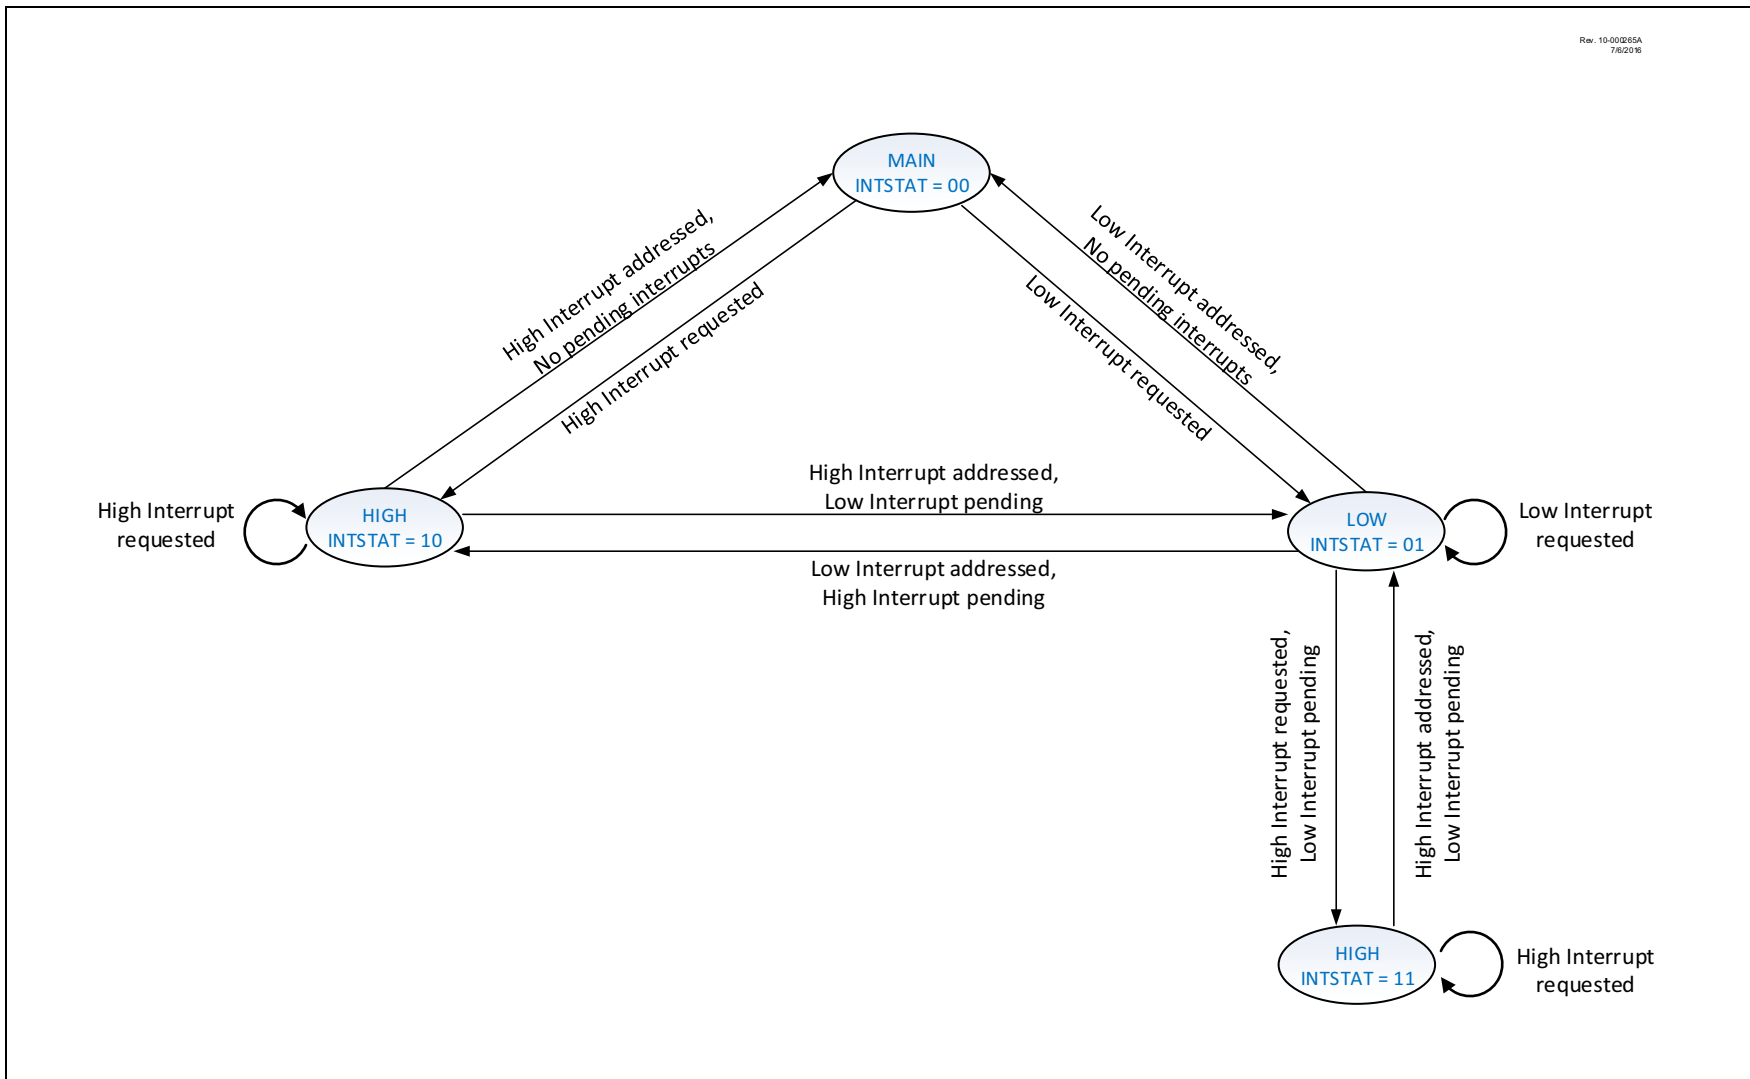 Rev. 10-000265A
7/6/2016
MAIN
INTSTAT = 00
High Interrupt addressed,
No pending interrupts
High Interrupt requested
Low Interrupt addressed,
No pending interrupts
Low Interrupt requested
High Interrupt
requested
HIGH
INTSTAT = 10
High Interrupt addressed,
Low Interrupt pending
Low Interrupt addressed,
High Interrupt pending
LOW
INTSTAT = 01
Low Interrupt
requested
High Interrupt requested,
Low Interrupt pending
High Interrupt addressed,
Low Interrupt pending
HIGH
INTSTAT = 11
High Interrupt
requested